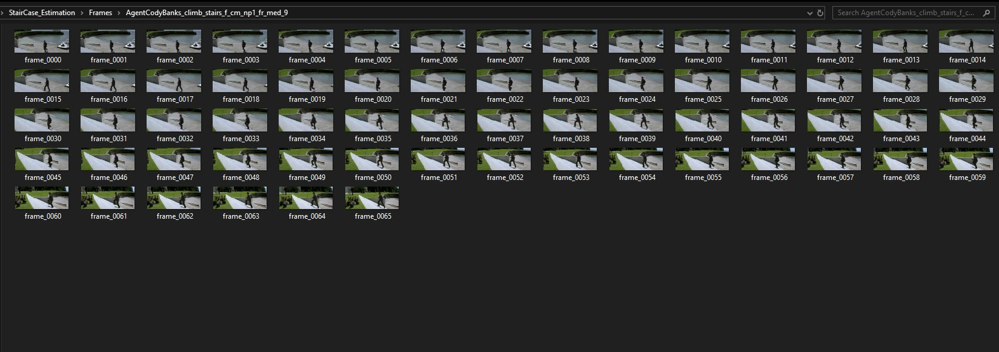 StairCase_Estimation > Frames > AgentCodyBanks_climb_stairs_f_cm_np1_fr_med_9
Search AgentCodyBanks_climb_stairs_f_c...
frame_0000 frame_0001 frame_0002 frame_0003 frame_0004 frame_0005 frame_0006 frame_0007 frame_0008 frame_0009 frame_0010 frame_0011 frame_0012 frame_0013 frame_0014
frame_0015 frame_0016 frame_0017 frame_0018 frame_0019 frame_0020 frame_0021 frame_0022 frame_0023 frame_0024 frame_0025 frame_0026 frame_0027 frame_0028 frame_0029
frame_0030 frame_0031 frame_0032 frame_0033 frame_0034 frame_0035 frame_0036 frame_0037 frame_0038 frame_0039 frame_0040 frame_0041 frame_0042 frame_0043 frame_0044
frame_0045 frame_0046 frame_0047 frame_0048 frame_0049 frame_0050 frame_0051 frame_0052 frame_0053 frame_0054 frame_0055 frame_0056 frame_0057 frame_0058 frame_0059
frame_0060 frame_0061 frame_0062 frame_0063 frame_0064 frame_0065